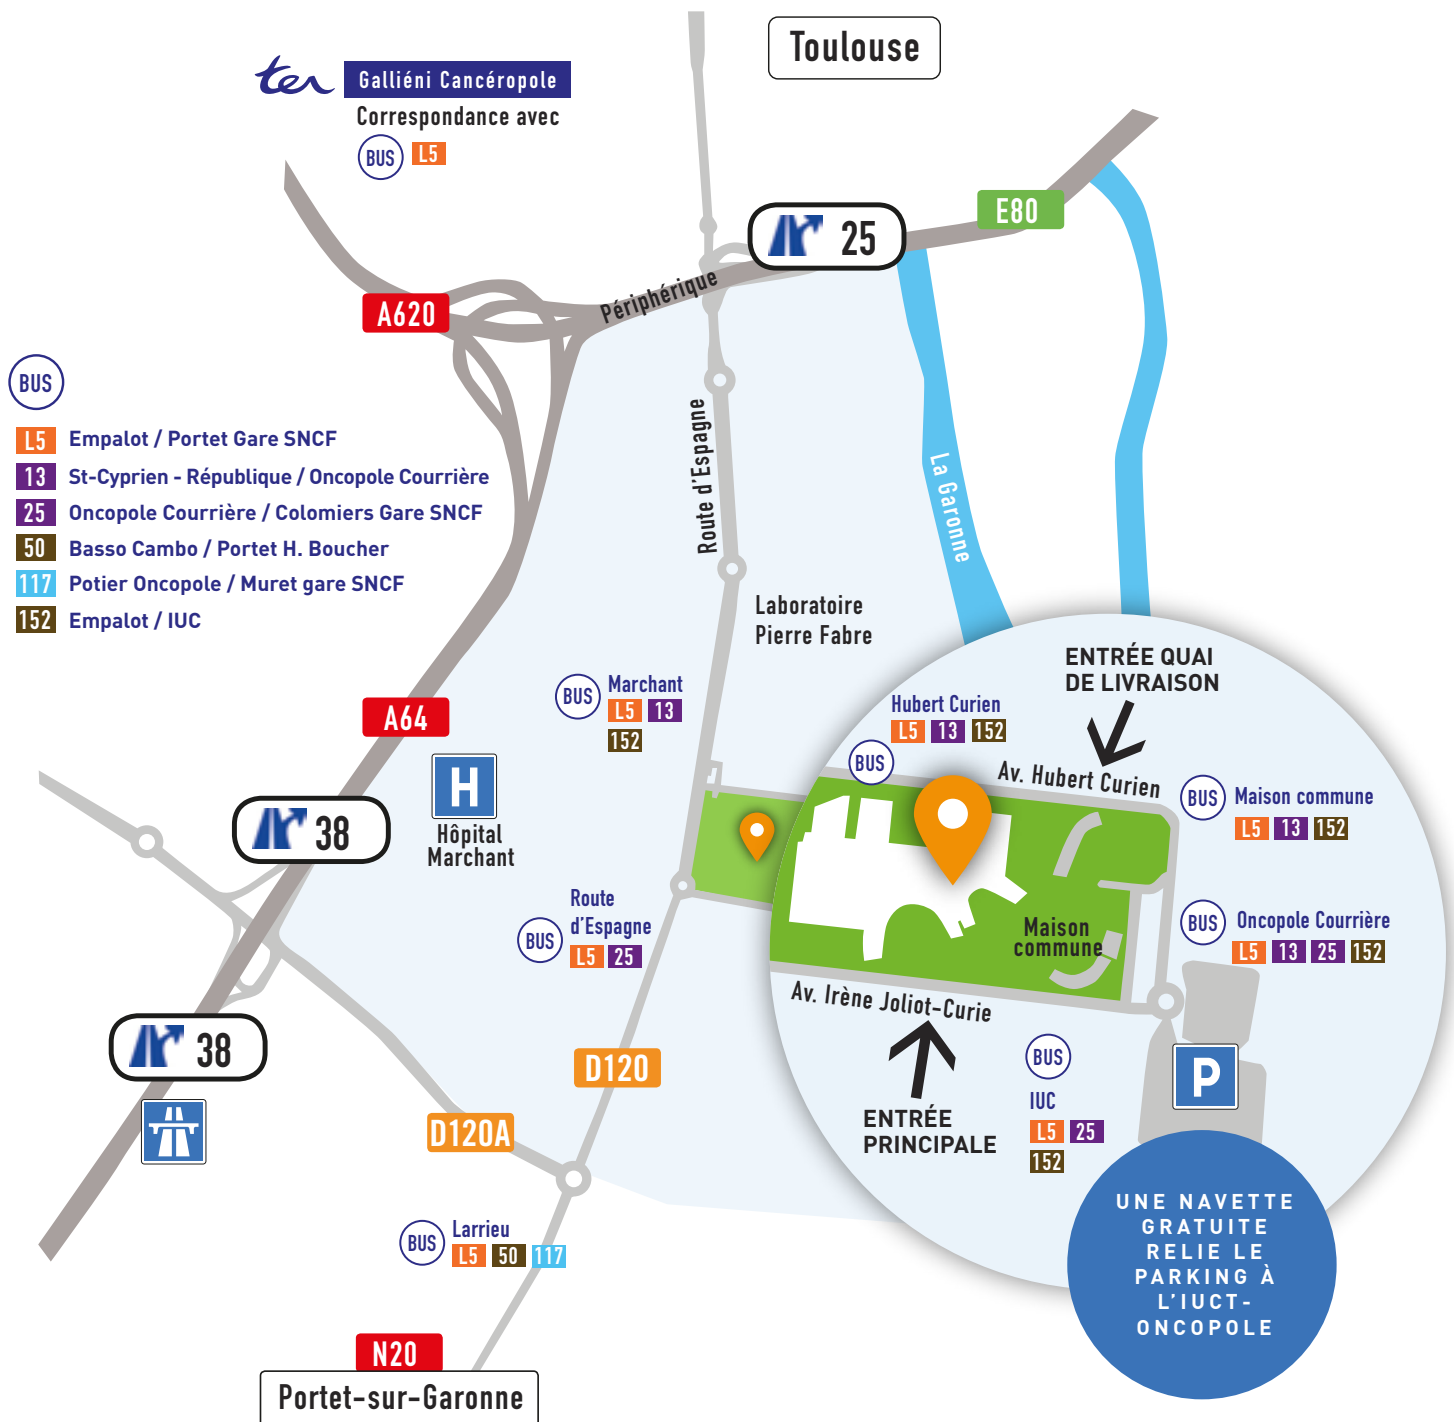 Toulouse
ter Galliéni Cancéropole
Correspondance avec
BUS L5
E80
25
A620
Périphérique
BUS
L5 Empalot / Portet Gare SNCF
13 St-Cyprien - République / Oncopole Courrière
25 Oncopole Courrière / Colomiers Gare SNCF
50 Basso Cambo / Portet H. Boucher
117 Potier Oncopole / Muret gare SNCF
152 Empalot / IUC
Route d'Espagne
La Garonne
Laboratoire
Pierre Fabre
ENTRÉE QUAI
DE LIVRAISON
BUS Marchant
L5 13
152
Hubert Curien
L5 13 152
BUS
A64
H
Hôpital
Marchant
38
Av. Hubert Curien
BUS Maison commune
L5 13 152
Route
d'Espagne
BUS
L5 25
Maison
commune
BUS Oncopole Courrière
L5 13 25 152
Av. Irène Joliot-Curie
38
BUS
IUC
L5 25
152
P
D120
ENTRÉE
PRINCIPALE
D120A
BUS Larrieu
L5 50 117
UNE NAVETTE
GRATUITE
RELIE LE
PARKING À
L'IUCT-
ONCOPOLE
N20
Portet-sur-Garonne